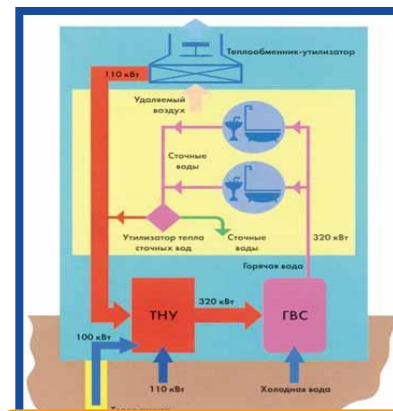 Теплообменник-утилизатор
110 кВт
Удаляемый
воздух
Сточные
воды
Утилизатор тепла
сточных вод
Сточные
воды
320 кВт
Горячая вода
ТНУ
320 кВт
ГВС
100 кВт
110 кВт
Холодная вода